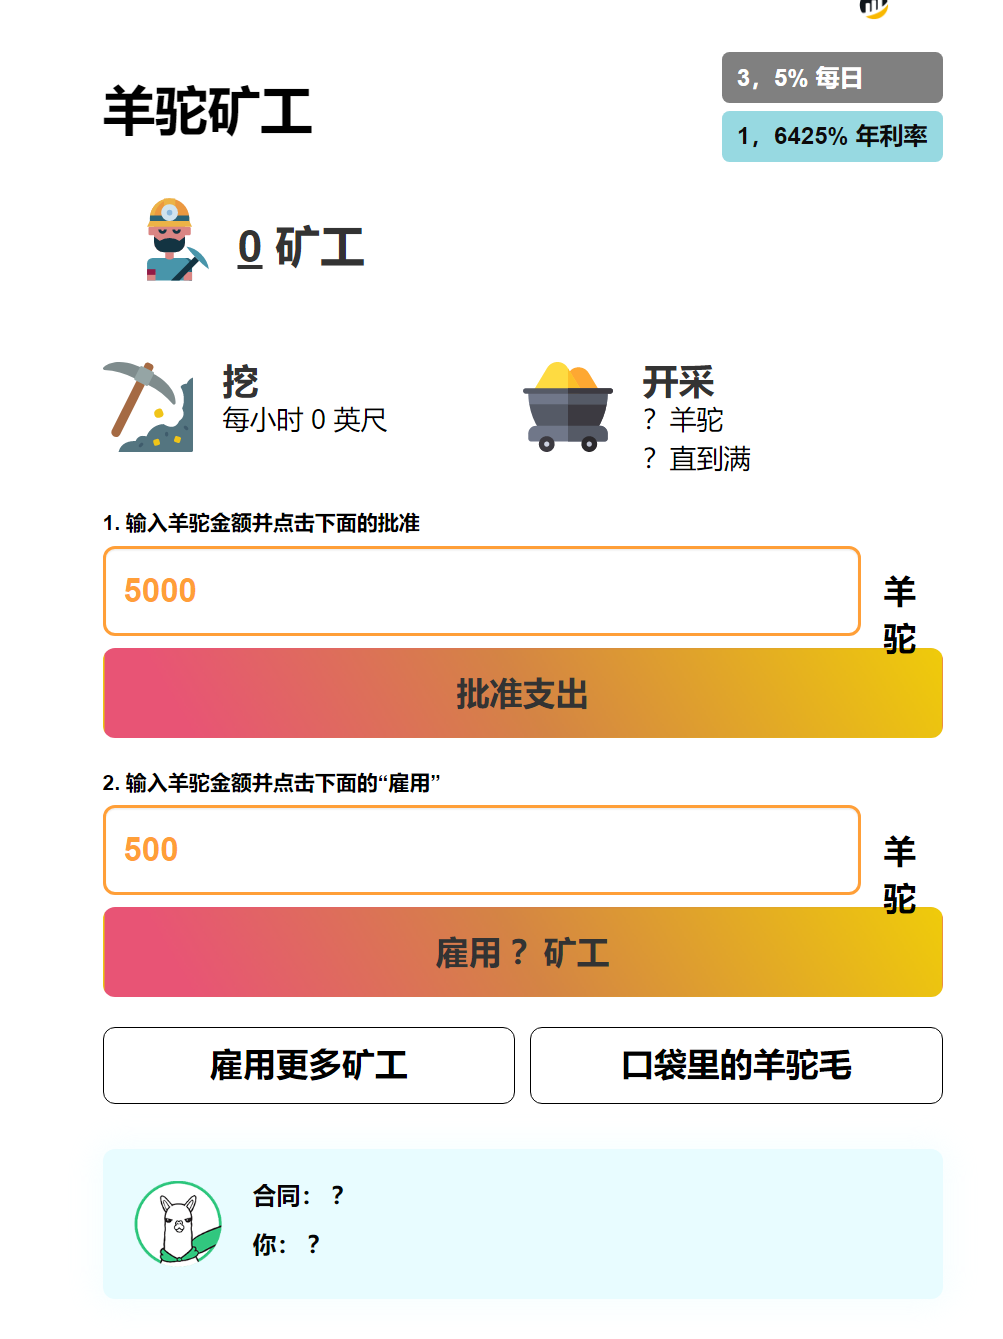 羊驼矿工
3，5% 每日
1，6425% 年利率
0 矿工
挖
每小时 0 英尺
开采
？羊驼
？直到满
1. 输入羊驼金额并点击下面的批准
5000
羊
驼
批准支出
2. 输入羊驼金额并点击下面的“雇用”
500
羊
驼
雇用？矿工
雇用更多矿工
口袋里的羊驼毛
合同：？
你：？